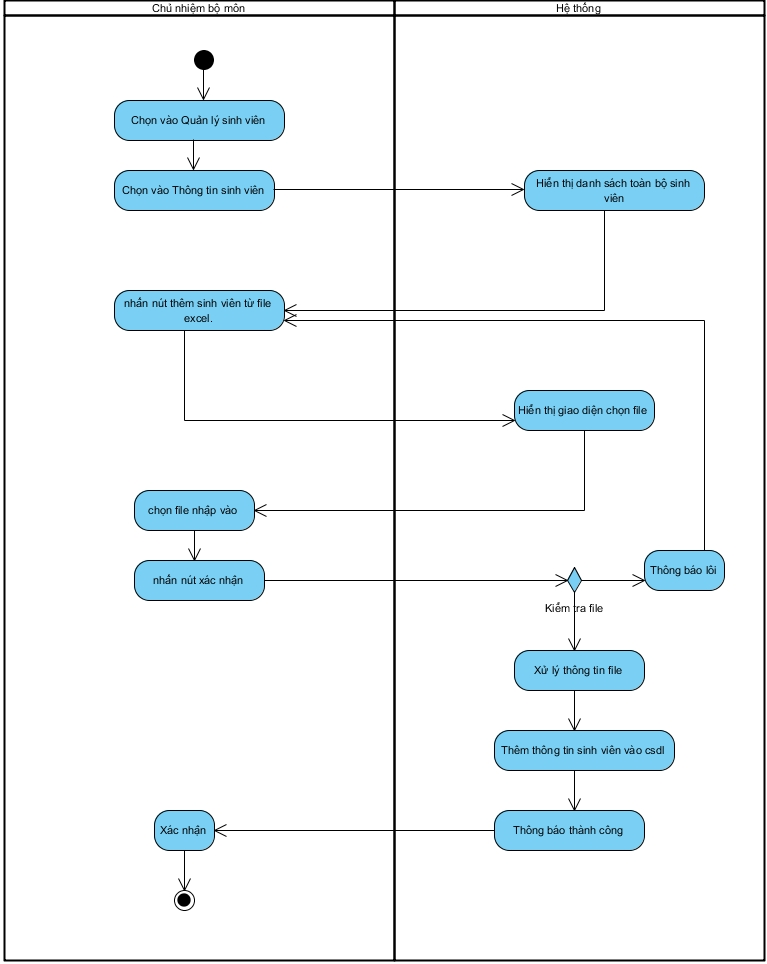 Chủ nhiệm bộ môn
Hệ thống
Chọn vào Quản lý sinh viên
Chọn vào Thông tin sinh viên
Hiển thị danh sách toàn bộ sinh
viên
nhấn nút thêm sinh viên từ file
excel.
Hiển thị giao diện chọn file
chọn file nhập vào
nhấn nút xác nhận
Thông báo lỗi
Kiểm tra file
Xử lý thông tin file
Thêm thông tin sinh viên vào csdl
Xác nhận
Thông báo thành công